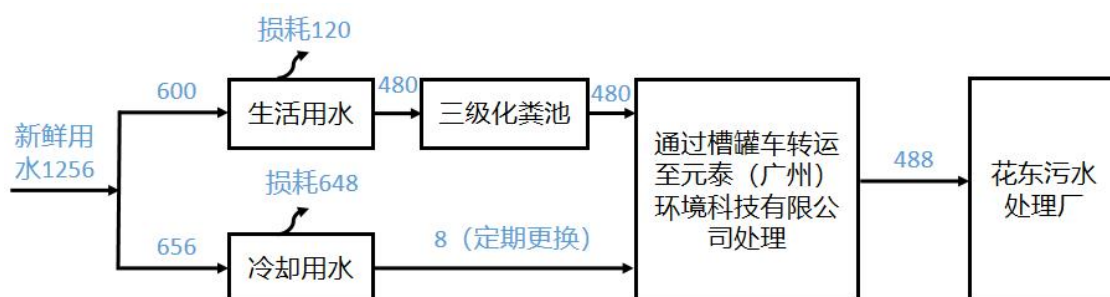 损耗120
600
生活用水
480
三级化粪池
480
新鲜用
水1256
通过槽罐车转运
至元泰（广州）
环境科技有限公
司处理
488
花东污水
处理厂
损耗648
656
冷却用水
8（定期更换）